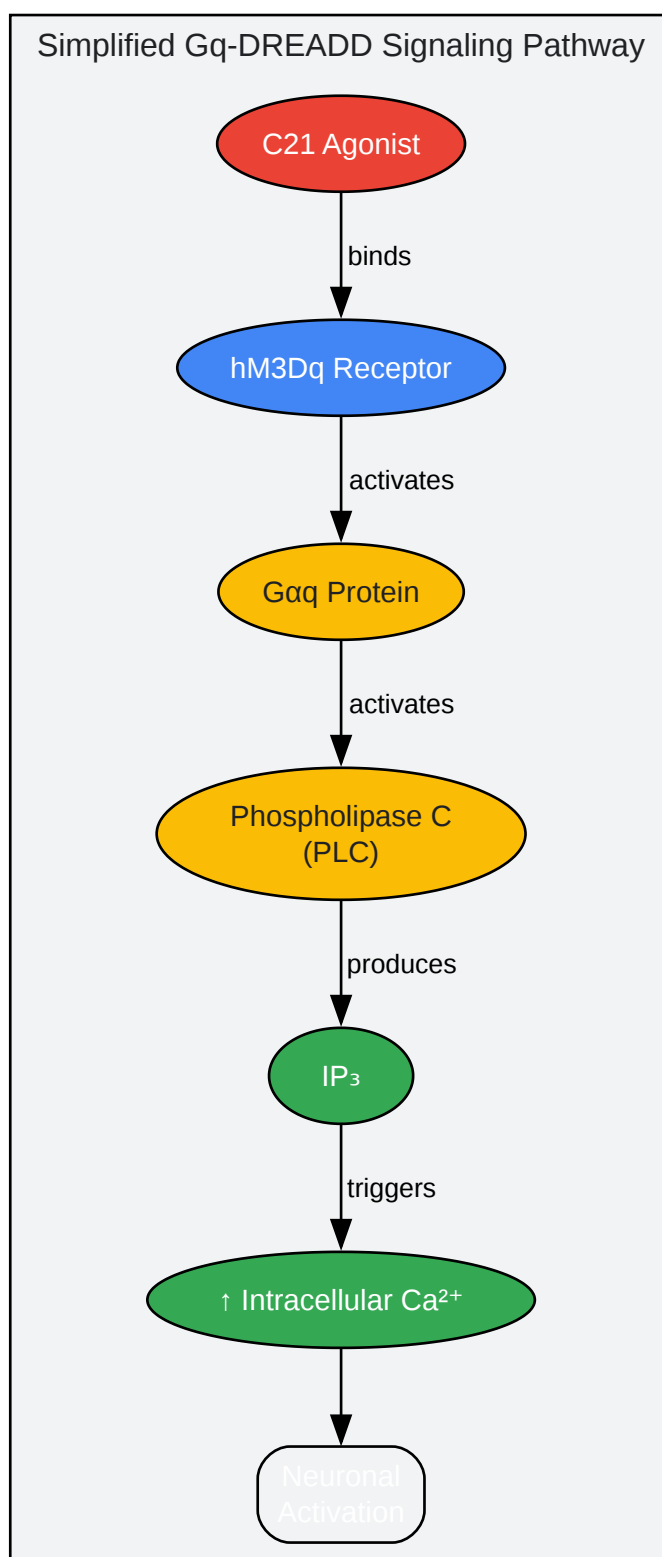 Simplified Gq-DREADD Signaling Pathway
C21 Agonist
binds
hM3Dq Receptor
activates
Gαq Protein
activates
Phospholipase C
(PLC)
produces
IP₃
triggers
↑ Intracellular Ca²⁺
Neuronal
Activation